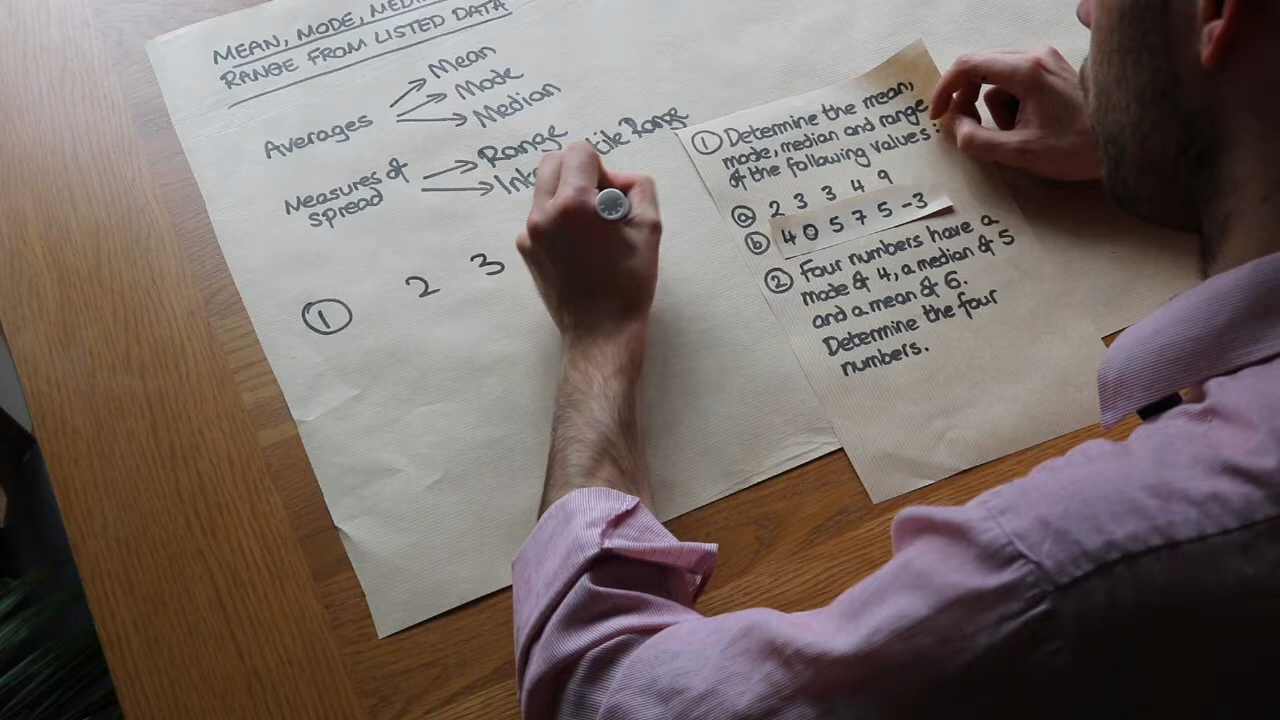 MEAN, MODE,
RANGE FROM LISTED DATA
Averages
Mean
Mode
Median
Measures of
spread
Range
Range
① 2 3
① Determine the mean,
mode, median and range
of the following values:
ⓐ 2 3 3 4 9
ⓑ 4 0 5 7 5 -3
② Four numbers have a
mode of 4, a median of 5
and a mean of 6.
Determine the four
numbers.